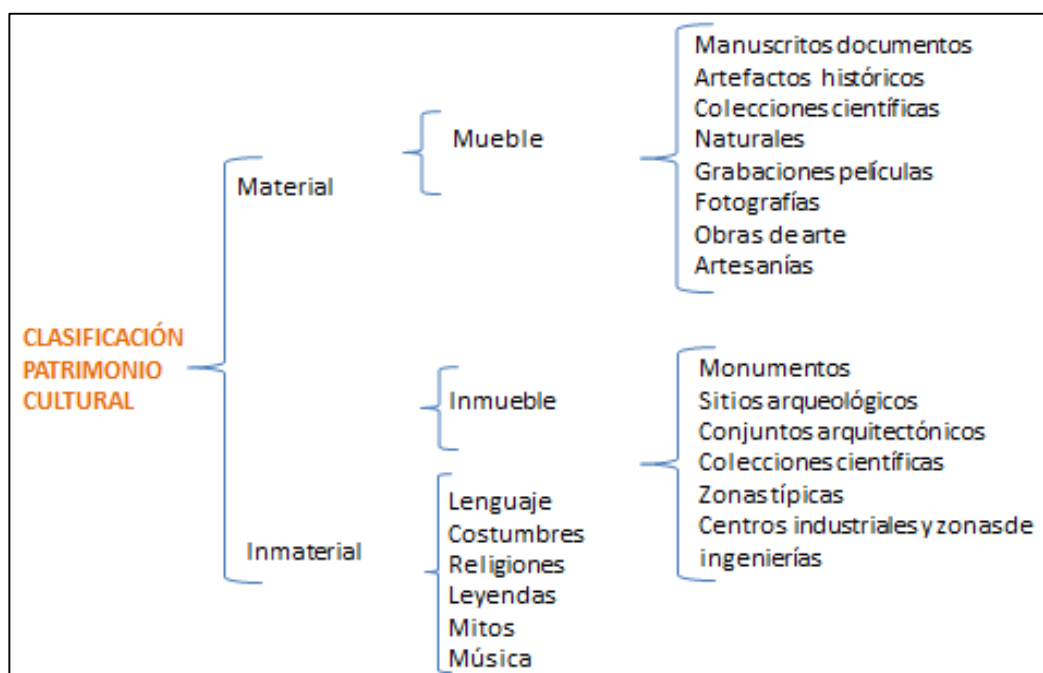 CLASIFICACIÓN
PATRIMONIO
CULTURAL
Material
Mueble
Manuscritos documentos
Artefactos históricos
Colecciones científicas
Naturales
Grabaciones películas
Fotografías
Obras de arte
Artesanías
Inmueble
Monumentos
Sitios arqueológicos
Conjuntos arquitectónicos
Colecciones científicas
Zonas típicas
Centros industriales y zonas de
ingenierías
Inmaterial
Lenguaje
Costumbres
Religiones
Leyendas
Mitos
Música